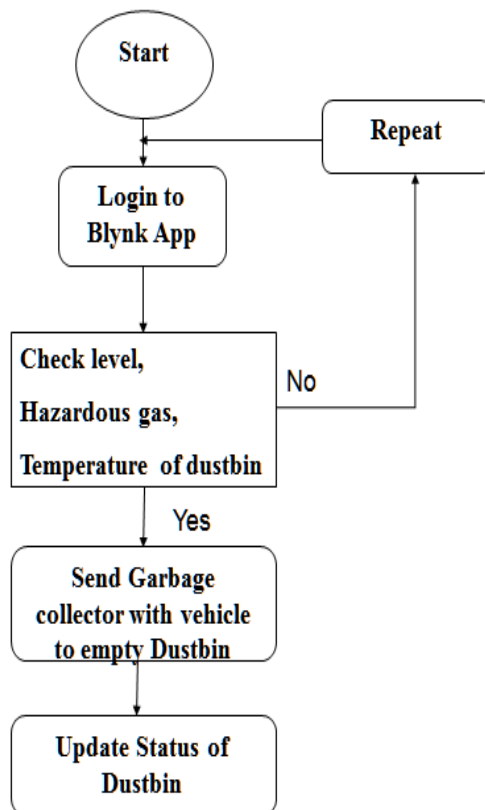 Start
Repeat
Login to
Blynk App
Check level,
Hazardous gas,
Temperature of dustbin
No
Yes
Send Garbage
collector with vehicle
to empty Dustbin
Update Status of
Dustbin